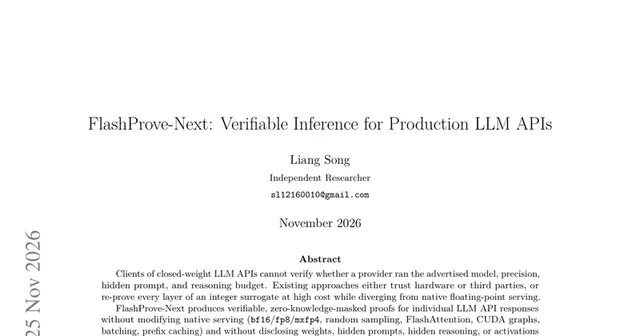 FlashProve-Next: Verifiable Inference for Production LLM APIs
Liang Song
Independent Researcher
sl12160010@gmail.com
November 2026
25 Nov 2026
Abstract
Clients of closed-weight LLM APIs cannot verify whether a provider ran the advertised model, precision,
hidden prompt, and reasoning budget. Existing approaches either trust hardware or third parties, or
re-prove every layer of an integer surrogate at high cost while diverging from native floating-point serving.
FlashProve-Next produces verifiable, zero-knowledge-masked proofs for individual LLM API responses
without modifying native serving (bf16/fp8/mxfp4, random sampling, FlashAttention, CUDA graphs,
batching, prefix caching) and without disclosing weights, hidden prompts, hidden reasoning, or activations